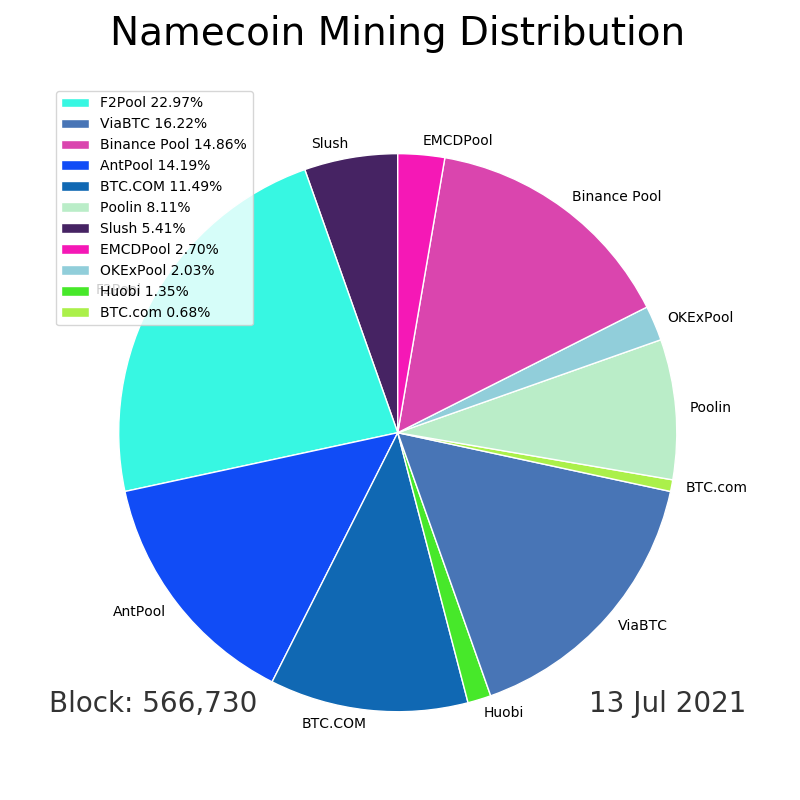 Namecoin Mining Distribution
F2Pool 22.97%
ViaBTC 16.22%
Binance Pool 14.86%
AntPool 14.19%
BTC.COM 11.49%
Poolin 8.11%
Slush 5.41%
EMCDPool 2.70%
OKExPool 2.03%
Huobi 1.35%
BTC.com 0.68%
Slush
EMCDPool
Binance Pool
OKExPool
Poolin
BTC.com
ViaBTC
Huobi
BTC.COM
AntPool
F2Pool
Block: 566,730
13 Jul 2021